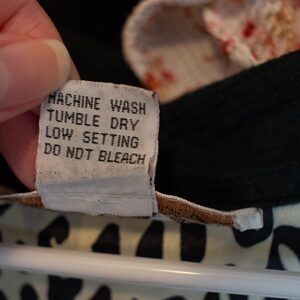 MACHINE WASH
TUMBLE DRY
LOW SETTING
DO NOT BLEACH